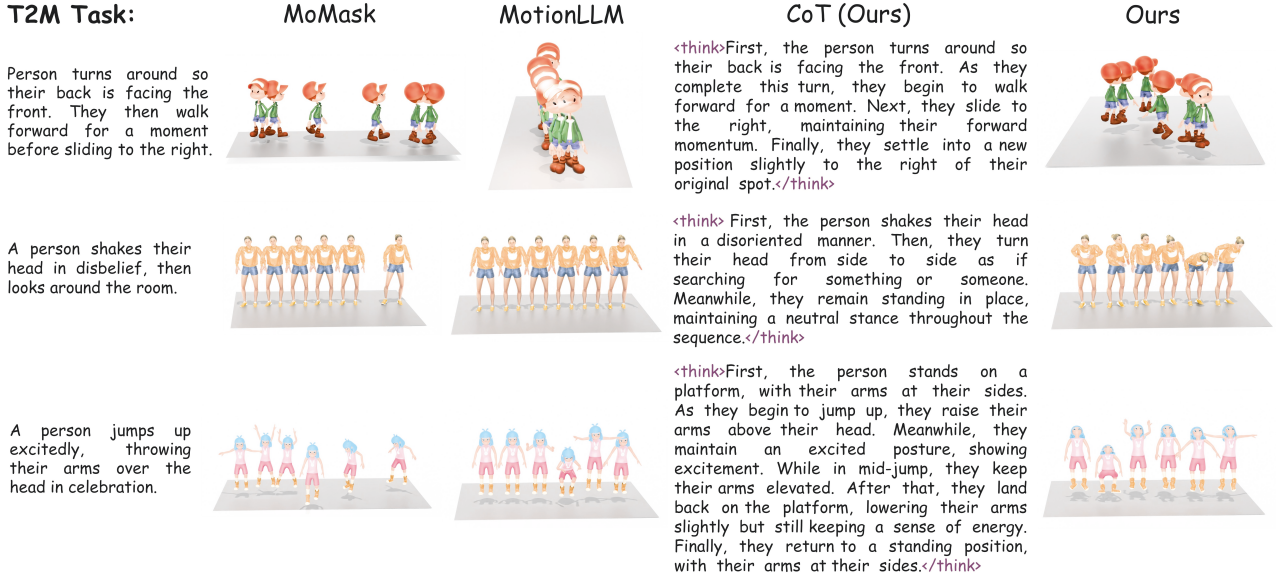 T2M Task:
MoMask
MotionLLM
CoT (Ours)
Ours
Person turns around so
their back is facing the
front. They then walk
forward for a moment
before sliding to the right.
<think>First, the person turns around so
their back is facing the front. As they
complete this turn, they begin to walk
forward for a moment. Next, they slide to
the right, maintaining their forward
momentum. Finally, they settle into a new
position slightly to the right of their
original spot.</think>
A person shakes their
head in disbelief, then
looks around the room.
<think> First, the person shakes their head
in a disoriented manner. Then, they turn
their head from side to side as if
searching for something or someone.
Meanwhile, they remain standing in place,
maintaining a neutral stance throughout the
sequence.</think>
A person jumps up
excitedly, throwing
their arms over the
head in celebration.
<think>First, the person stands on a
platform, with their arms at their sides.
As they begin to jump up, they raise their
arms above their head. Meanwhile, they
maintain an excited posture, showing
excitement. While in mid-jump, they keep
their arms elevated. After that, they land
back on the platform, lowering their arms
slightly but still keeping a sense of energy.
Finally, they return to a standing position,
with their arms at their sides.</think>